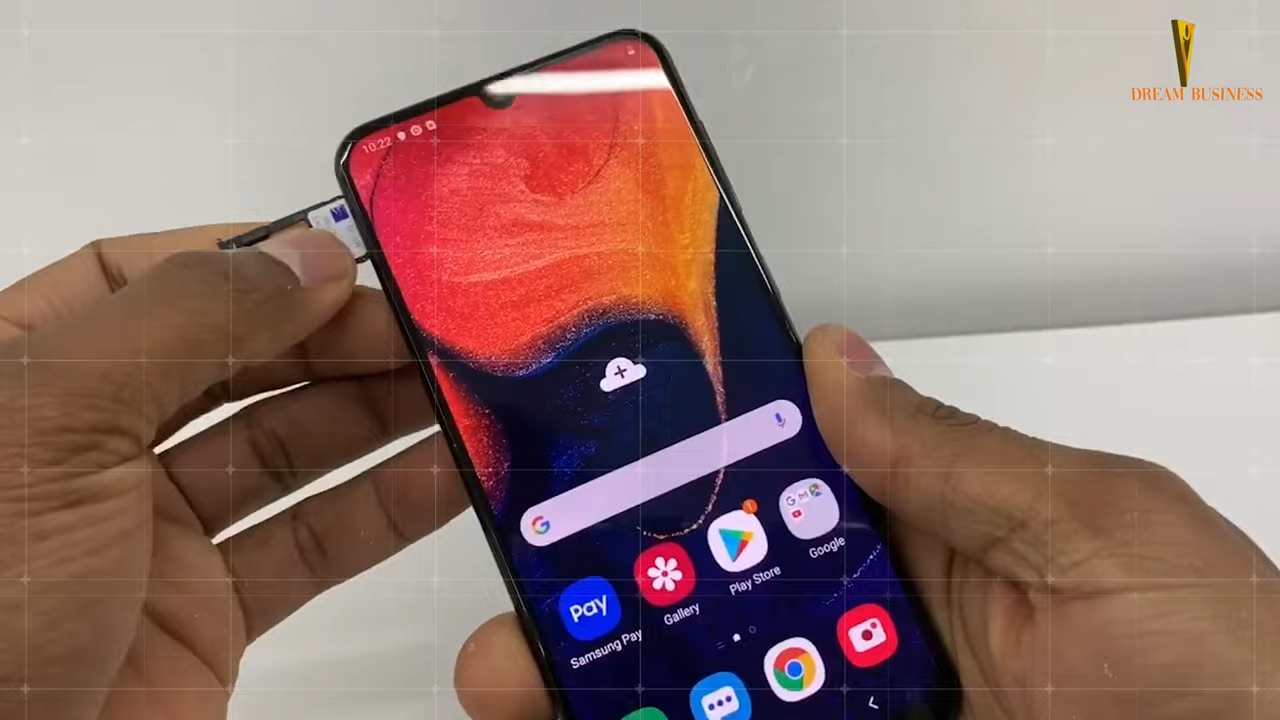 DREAM BUSINESS
10:22
Google
Play Store
Gallery
pay
Samsung Pay